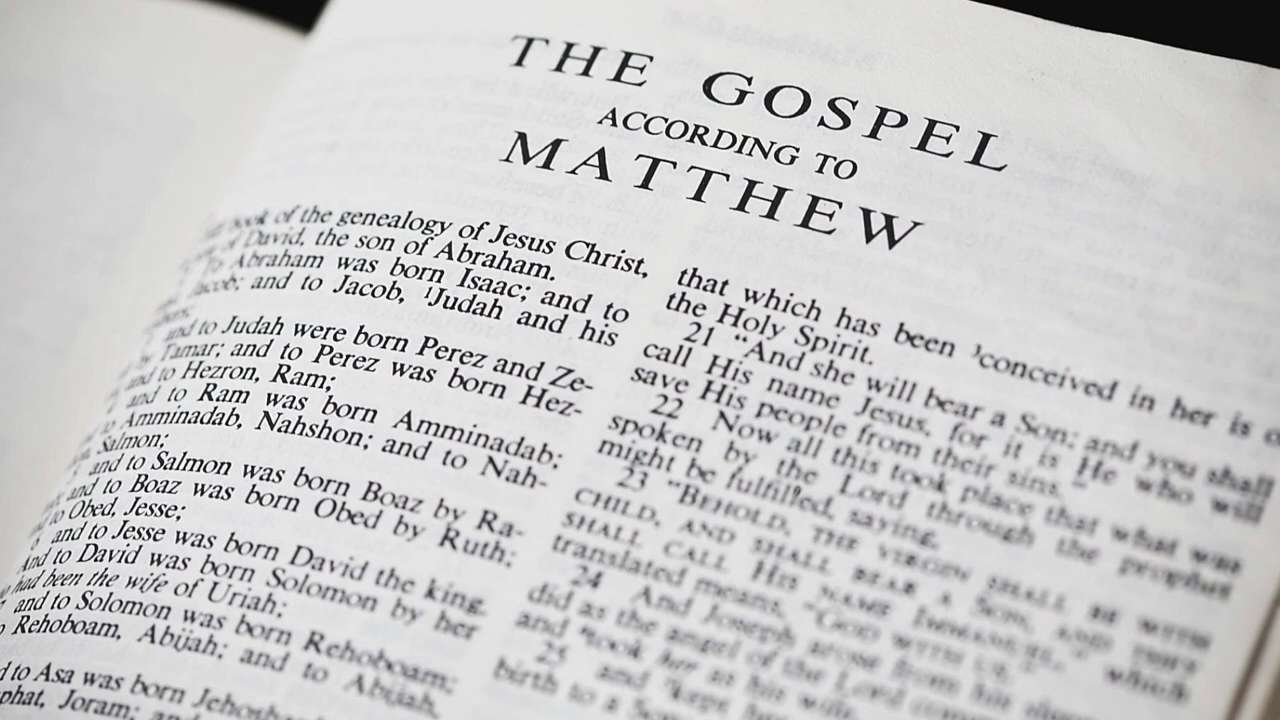 THE GOSPEL
ACCORDING TO
MATTHEW
book of the genealogy of Jesus Christ,
of David, the son of Abraham.
To Abraham was born Isaac; and to
Jacob; and to Jacob, Judah and his
and to Judah were born Perez and Ze-
by Tamar; and to Perez was born Hez-
and to Hezron, Ram;
and to Ram was born Amminadab;
to Amminadab, Nahshon; and to Nah-
Salmon;
and to Salmon was born Boaz by Ra-
and to Boaz was born Obed by Ruth;
to Obed, Jesse;
and to Jesse was born David the king.
And to David was born Solomon by her
had been the wife of Uriah;
and to Solomon was born Rehoboam;
Rehoboam, Abijah; and to Abijah,
to Asa was born
Joram; and
that which has been conceived in her is
the Holy Spirit.
21 "And she will bear a Son; and you shall
call His name Jesus, for it is He who will
save His people from their sins."
22 Now all this took place that what was
spoken by the Lord through the prophet
might be fulfilled, saying,
23 "BEHOLD, THE VIRGIN SHALL BE WITH
CHILD, AND SHALL BEAR A SON, AND THEY
SHALL CALL HIS NAME IMMANUEL," which
translated means, "GOD WITH US."
24 And Joseph arose from his
did as the angel of the Lord
and took her as his wife,
25 and kept her
birth to a Son